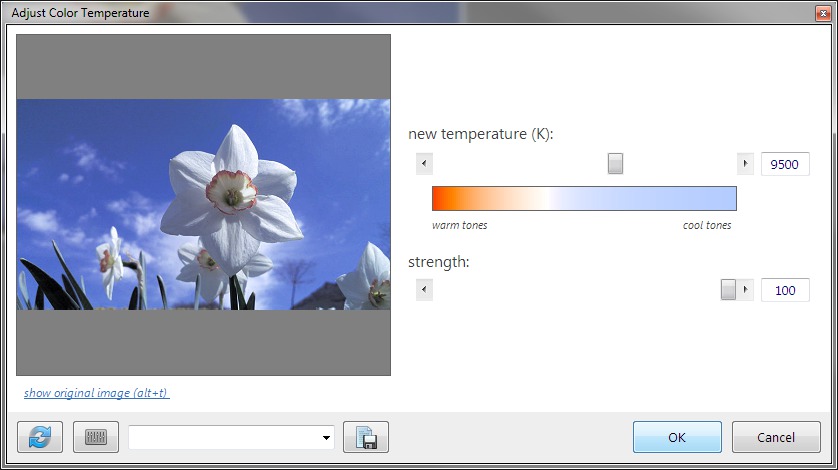 Adjust Color Temperature
new temperature (K):
9500
warm tones
cool tones
strength:
100
show original image (alt+t)
OK
Cancel